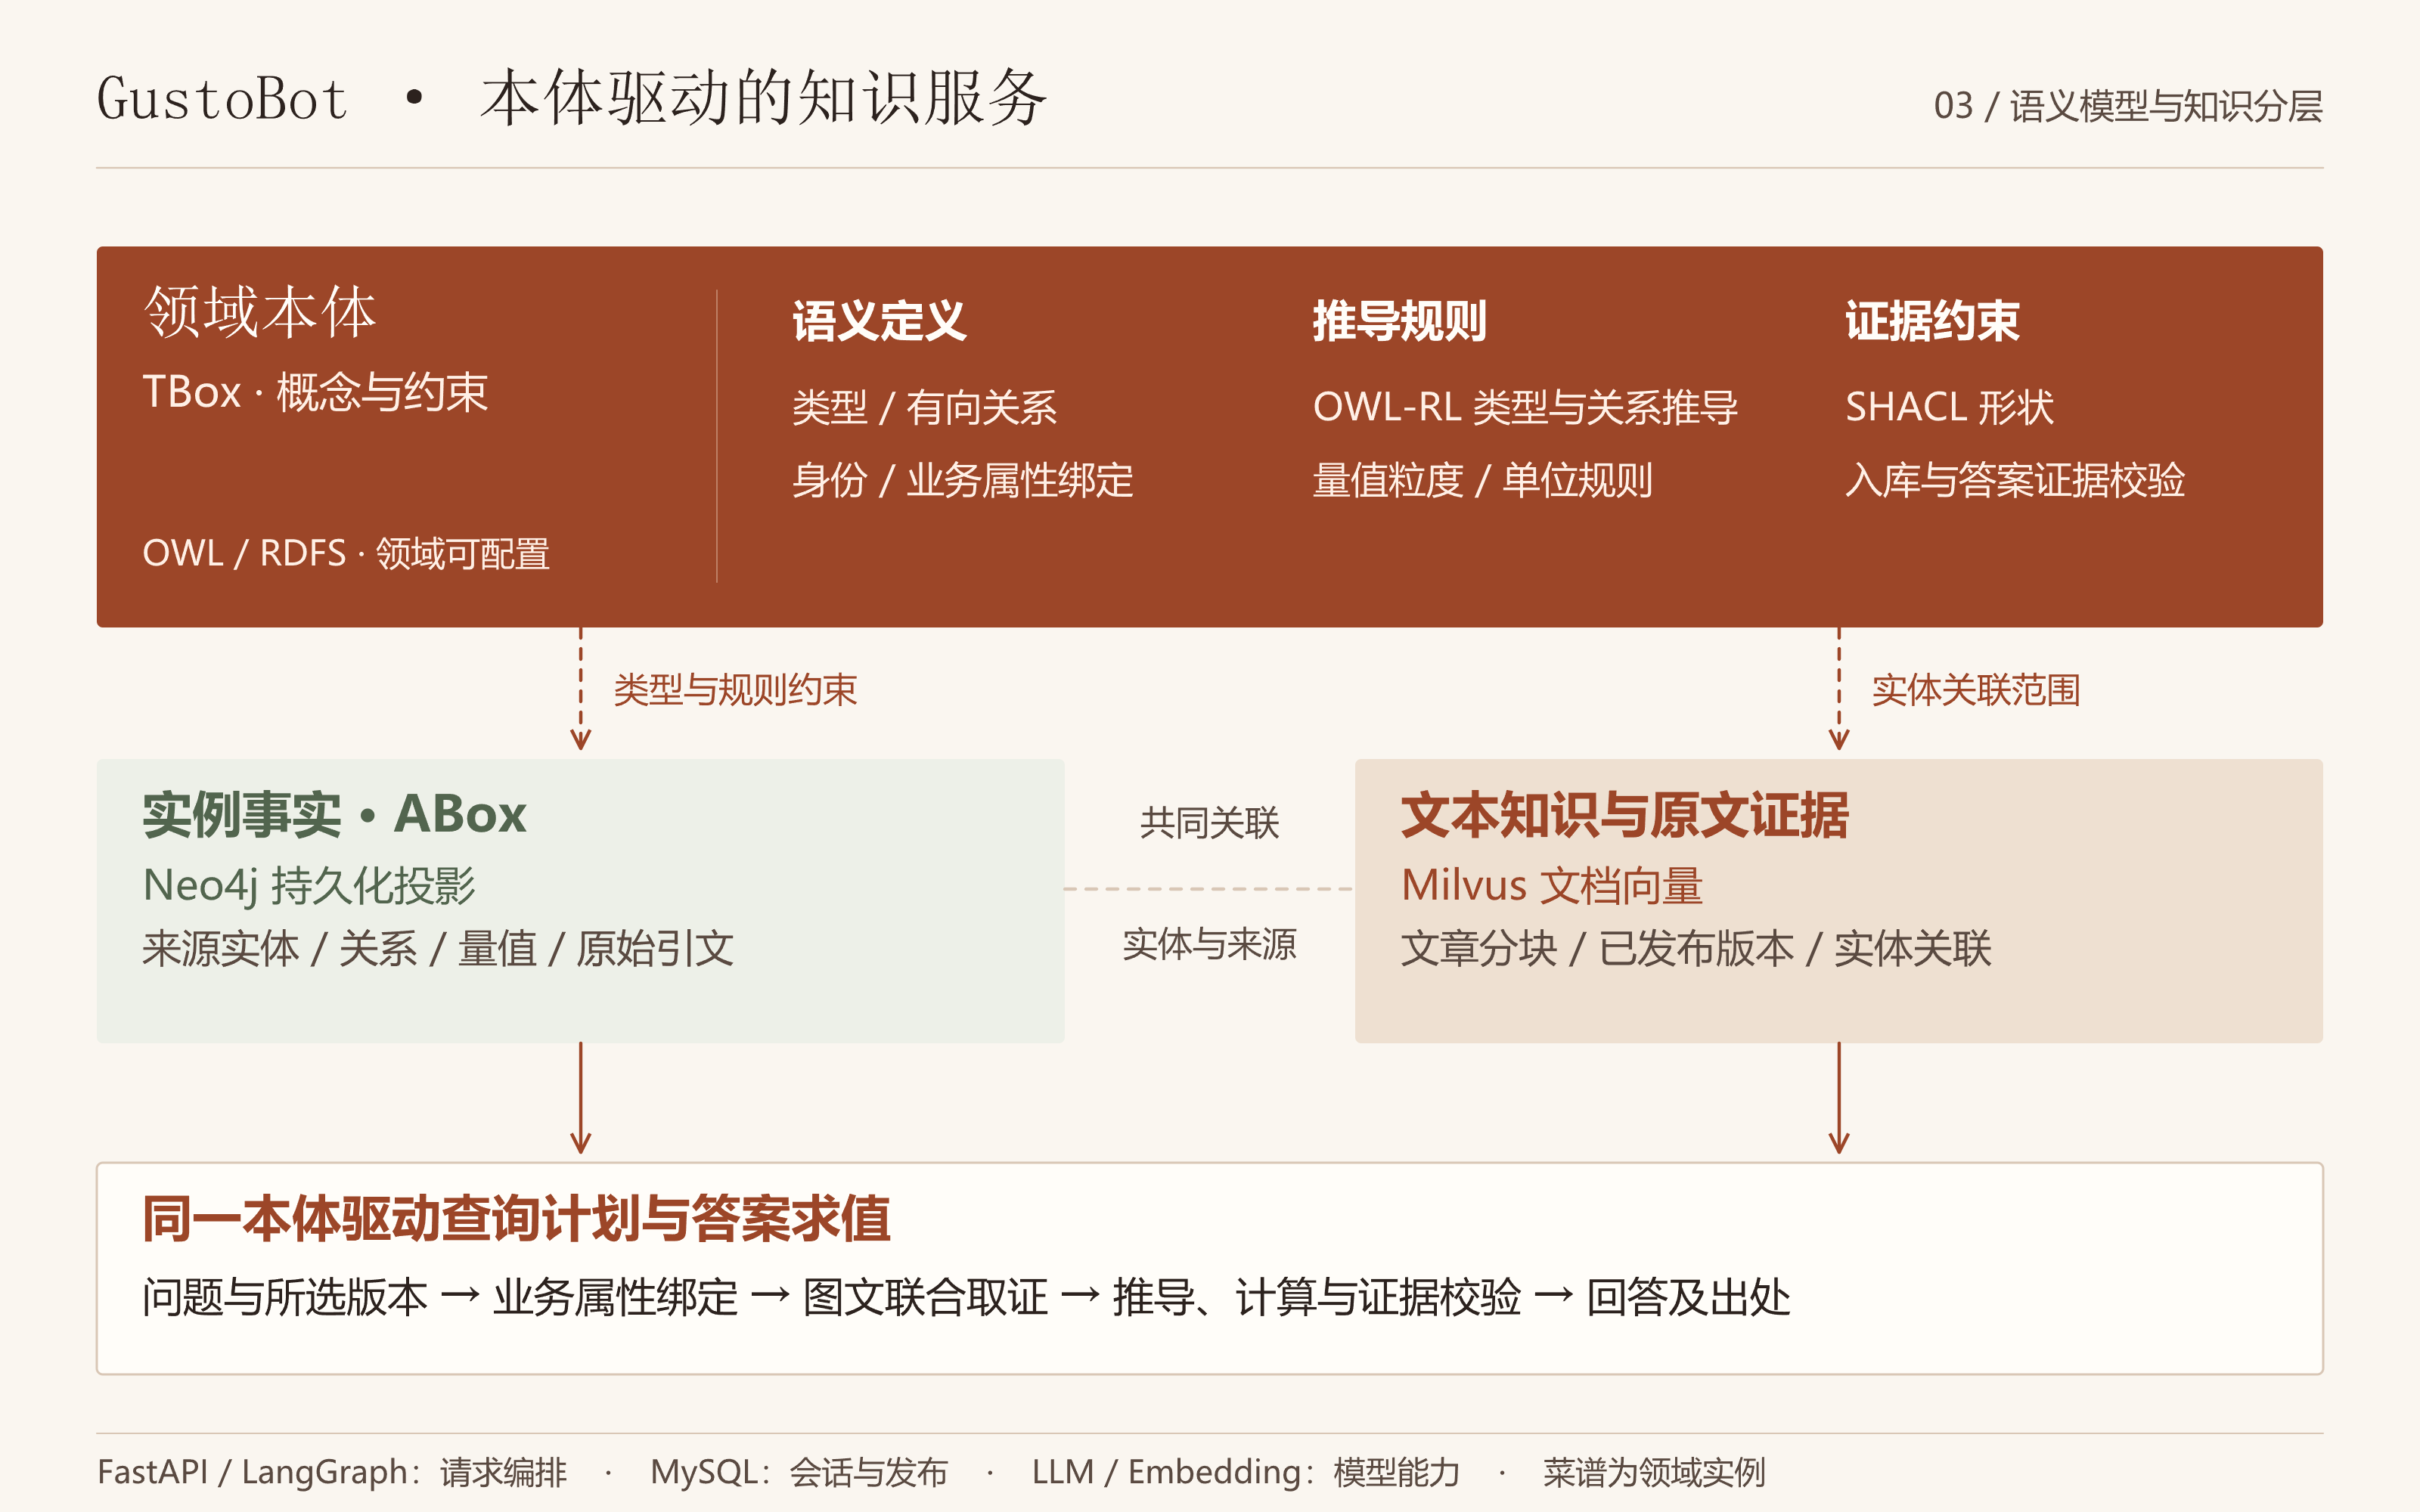 GustoBot · 本体驱动的知识服务
03 / 语义模型与知识分层
领域本体
TBox · 概念与约束
OWL / RDFS · 领域可配置
语义定义
类型 / 有向关系
身份 / 业务属性绑定
推导规则
OWL-RL 类型与关系推导
量值粒度 / 单位规则
证据约束
SHACL 形状
入库与答案证据校验
类型与规则约束
实体关联范围
实例事实 · ABox
Neo4j 持久化投影
来源实体 / 关系 / 量值 / 原始引文
共同关联
实体与来源
文本知识与原文证据
Milvus 文档向量
文章分块 / 已发布版本 / 实体关联
同一本体驱动查询计划与答案求值
问题与所选版本 → 业务属性绑定 → 图文联合取证 → 推导、计算与证据校验 → 回答及出处
FastAPI / LangGraph：请求编排 · MySQL：会话与发布 · LLM / Embedding：模型能力 · 菜谱为领域实例